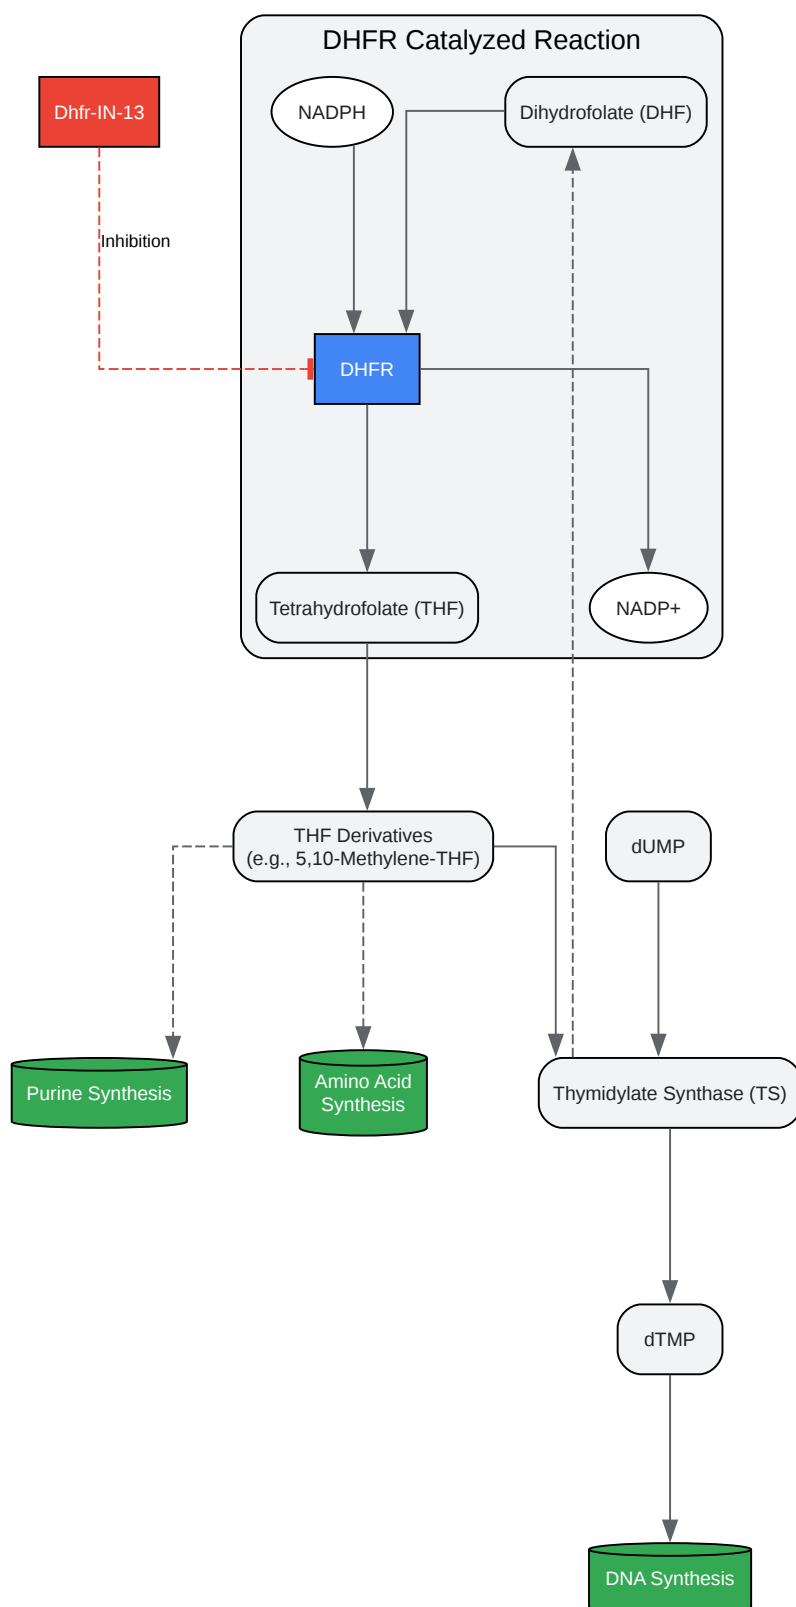 DHFR Catalyzed Reaction
Dhfr-IN-13
NADPH
Dihydrofolate (DHF)
Inhibition
DHFR
Tetrahydrofolate (THF)
NADP+
THF Derivatives
(e.g., 5,10-Methylene-THF)
dUMP
Purine Synthesis
Amino Acid
Synthesis
Thymidylate Synthase (TS)
dTMP
DNA Synthesis